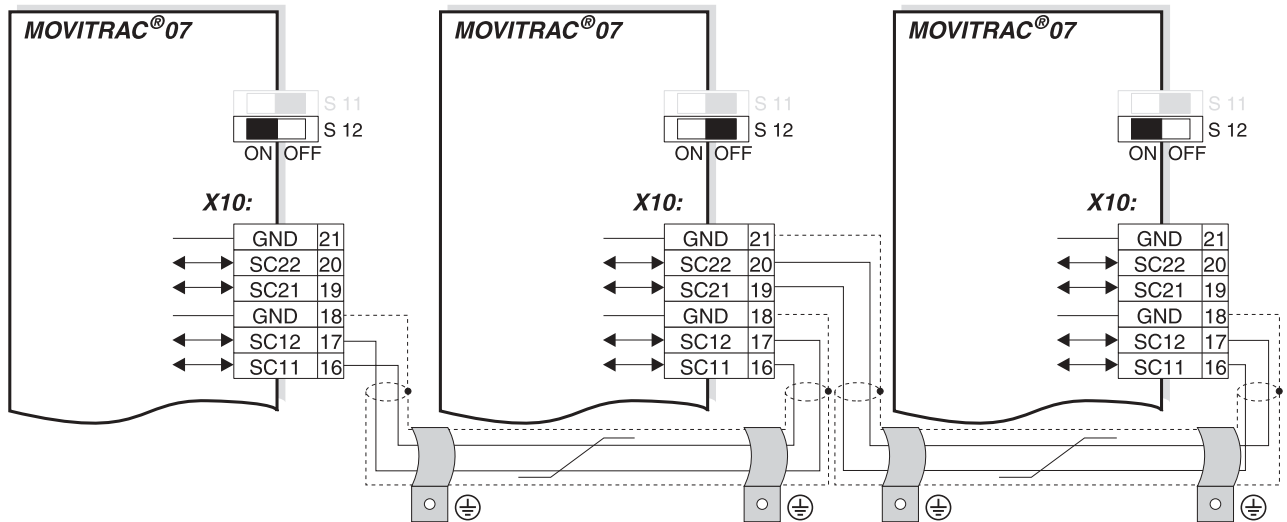 MOVITRAC®07
S 11
S 12
ON OFF
X10:
GND 21
SC22 20
SC21 19
GND 18
SC12 17
SC11 16
MOVITRAC®07
S 11
S 12
ON OFF
X10:
GND 21
SC22 20
SC21 19
GND 18
SC12 17
SC11 16
MOVITRAC®07
S 11
S 12
ON OFF
X10:
GND 21
SC22 20
SC21 19
GND 18
SC12 17
SC11 16